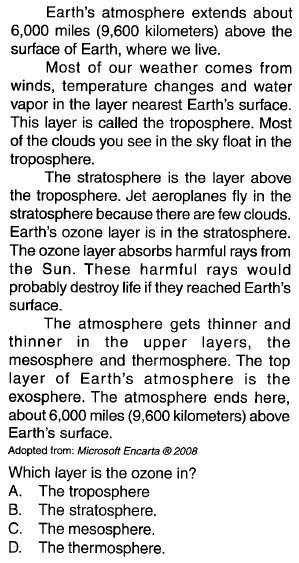 Earth's atmosphere extends about
6,000 miles (9,600 kilometers) above the
surface of Earth, where we live.
Most of our weather comes from
winds, temperature changes and water
vapor in the layer nearest Earth's surface.
This layer is called the troposphere. Most
of the clouds you see in the sky float in the
troposphere.
The stratosphere is the layer above
the troposphere. Jet aeroplanes fly in the
stratosphere because there are few clouds.
Earth's ozone layer is in the stratosphere.
The ozone layer absorbs harmful rays from
the Sun. These harmful rays would
probably destroy life if they reached Earth's
surface.
The atmosphere gets thinner and
thinner in the upper layers, the
mesosphere and thermosphere. The top
layer of Earth's atmosphere is the
exosphere. The atmosphere ends here,
about 6,000 miles (9,600 kilometers) above
Earth's surface.
Adopted from: Microsoft Encarta ® 2008
Which layer is the ozone in?
A. The troposphere
B. The stratosphere.
C. The mesosphere.
D. The thermosphere.